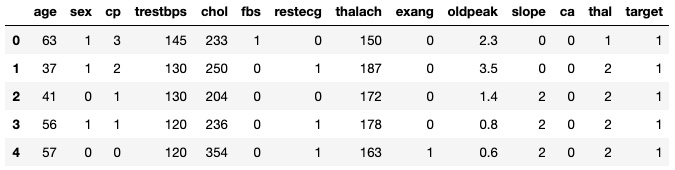 age sex cp trestbps chol fbs restecg thalach exang oldpeak slope ca thal target
0 63 1 3 145 233 1 0 150 0 2.3 0 0 1 1
1 37 1 2 130 250 0 1 187 0 3.5 0 0 2 1
2 41 0 1 130 204 0 0 172 0 1.4 2 0 2 1
3 56 1 1 120 236 0 1 178 0 0.8 2 0 2 1
4 57 0 0 120 354 0 1 163 1 0.6 2 0 2 1